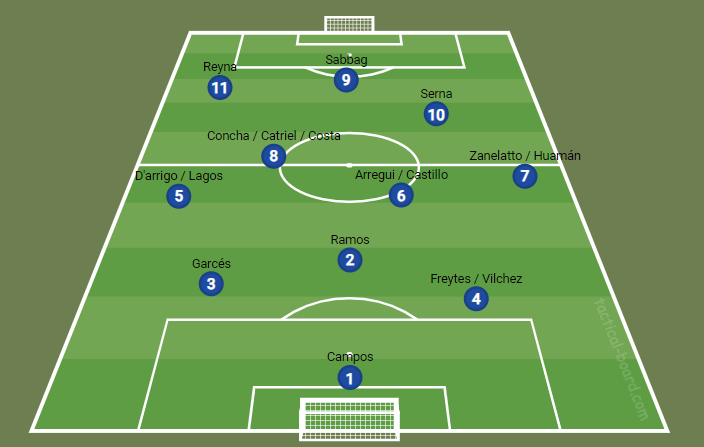 Sabbag
9
Reyna
11
Serna
10
Concha / Catriel / Costa
8
Zanelatto / Huamán
7
D'arrigo / Lagos
5
Arregui / Castillo
6
Ramos
2
Garcés
3
Freytes / Vilchez
4
Campos
1
tactical-board.com